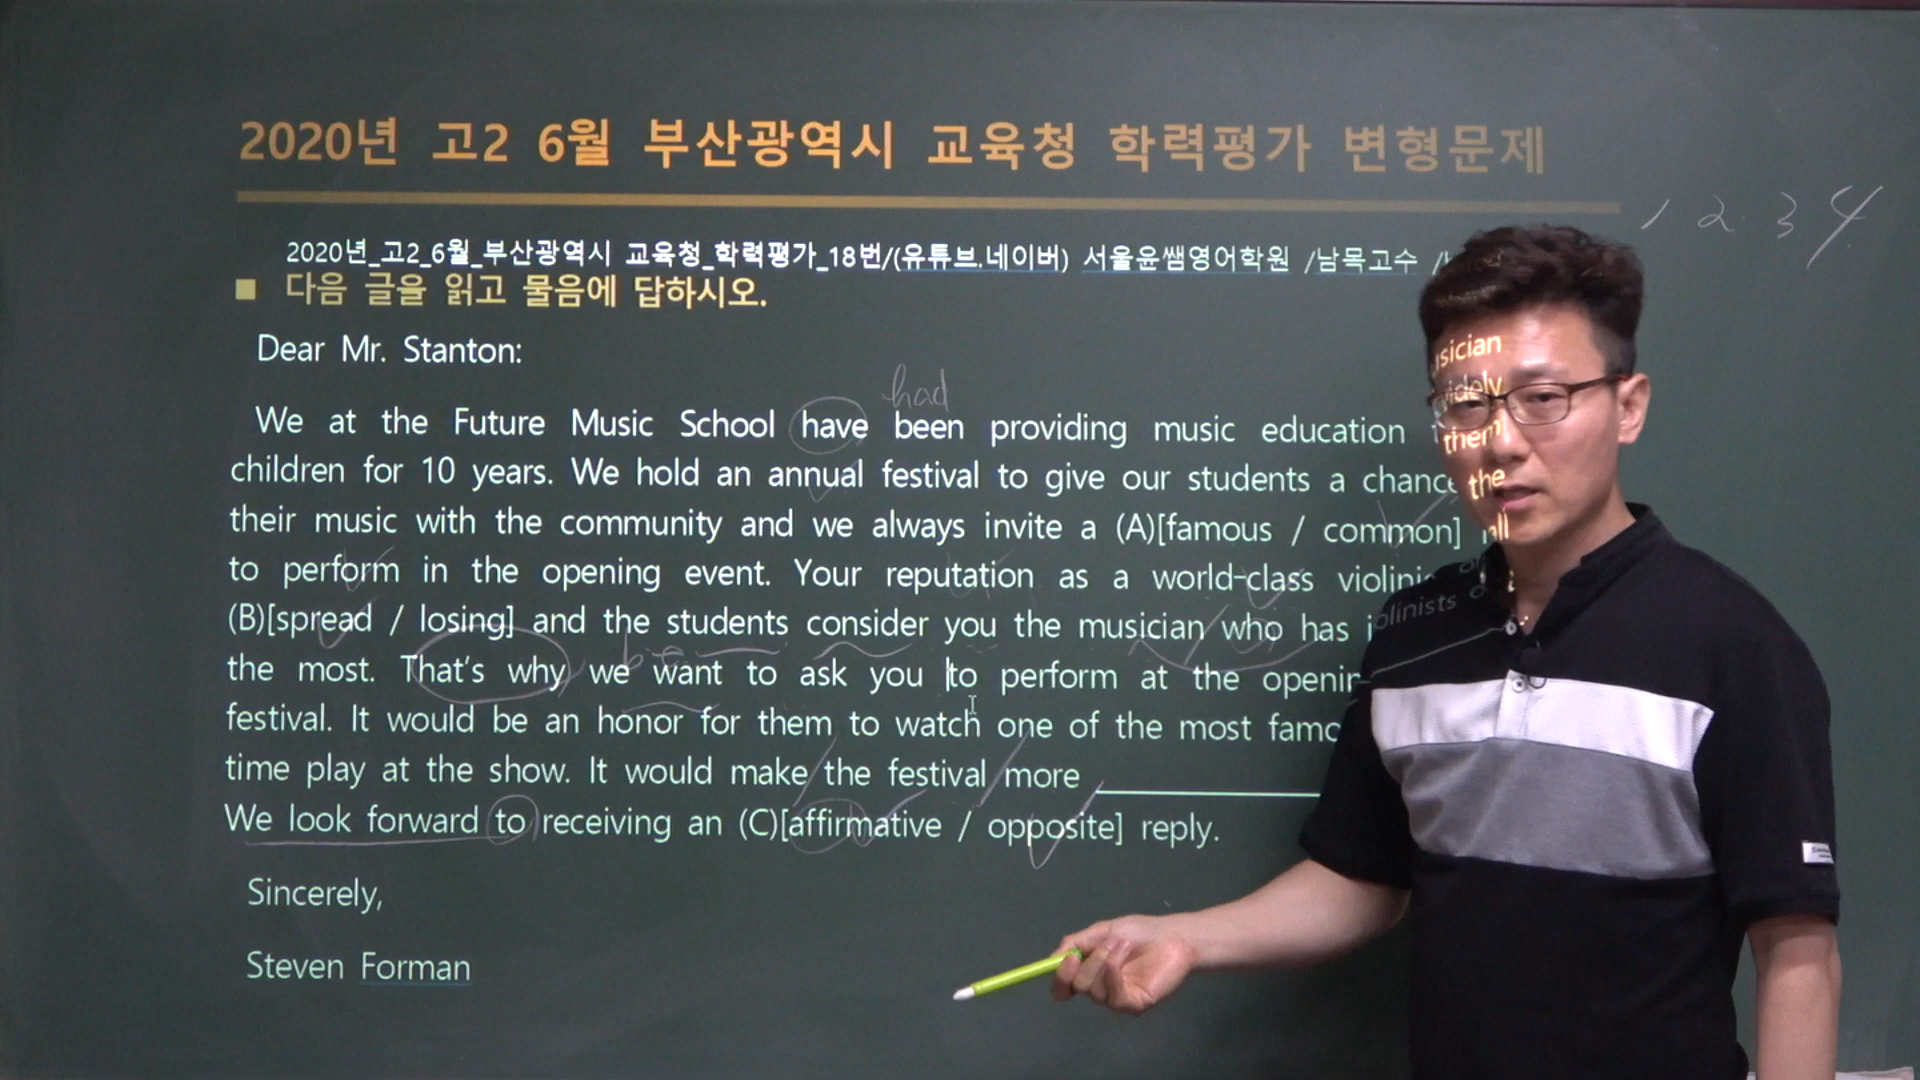 2020년 고2 6월 부산광역시 교육청 학력평가 변형문제
1 2 3 4
2020년_고2_6월_부산광역시 교육청_학력평가_18번/(유튜브.네이버) 서울윤쌤영어학원 /남목고수 /
■ 다음 글을 읽고 물음에 답하시오.
Dear Mr. Stanton:
had
We at the Future Music School have been providing music education
children for 10 years. We hold an annual festival to give our students a chance the
their music with the community and we always invite a (A)[famous / common]
to perform in the opening event. Your reputation as a world-class violinist
(B)[spread / losing] and the students consider you the musician who has
the most. That's why we want to ask you to perform at the opening
festival. It would be an honor for them to watch one of the most famo
time play at the show. It would make the festival more
We look forward to receiving an (C)[affirmative / opposite] reply.
Sincerely,
Steven Forman